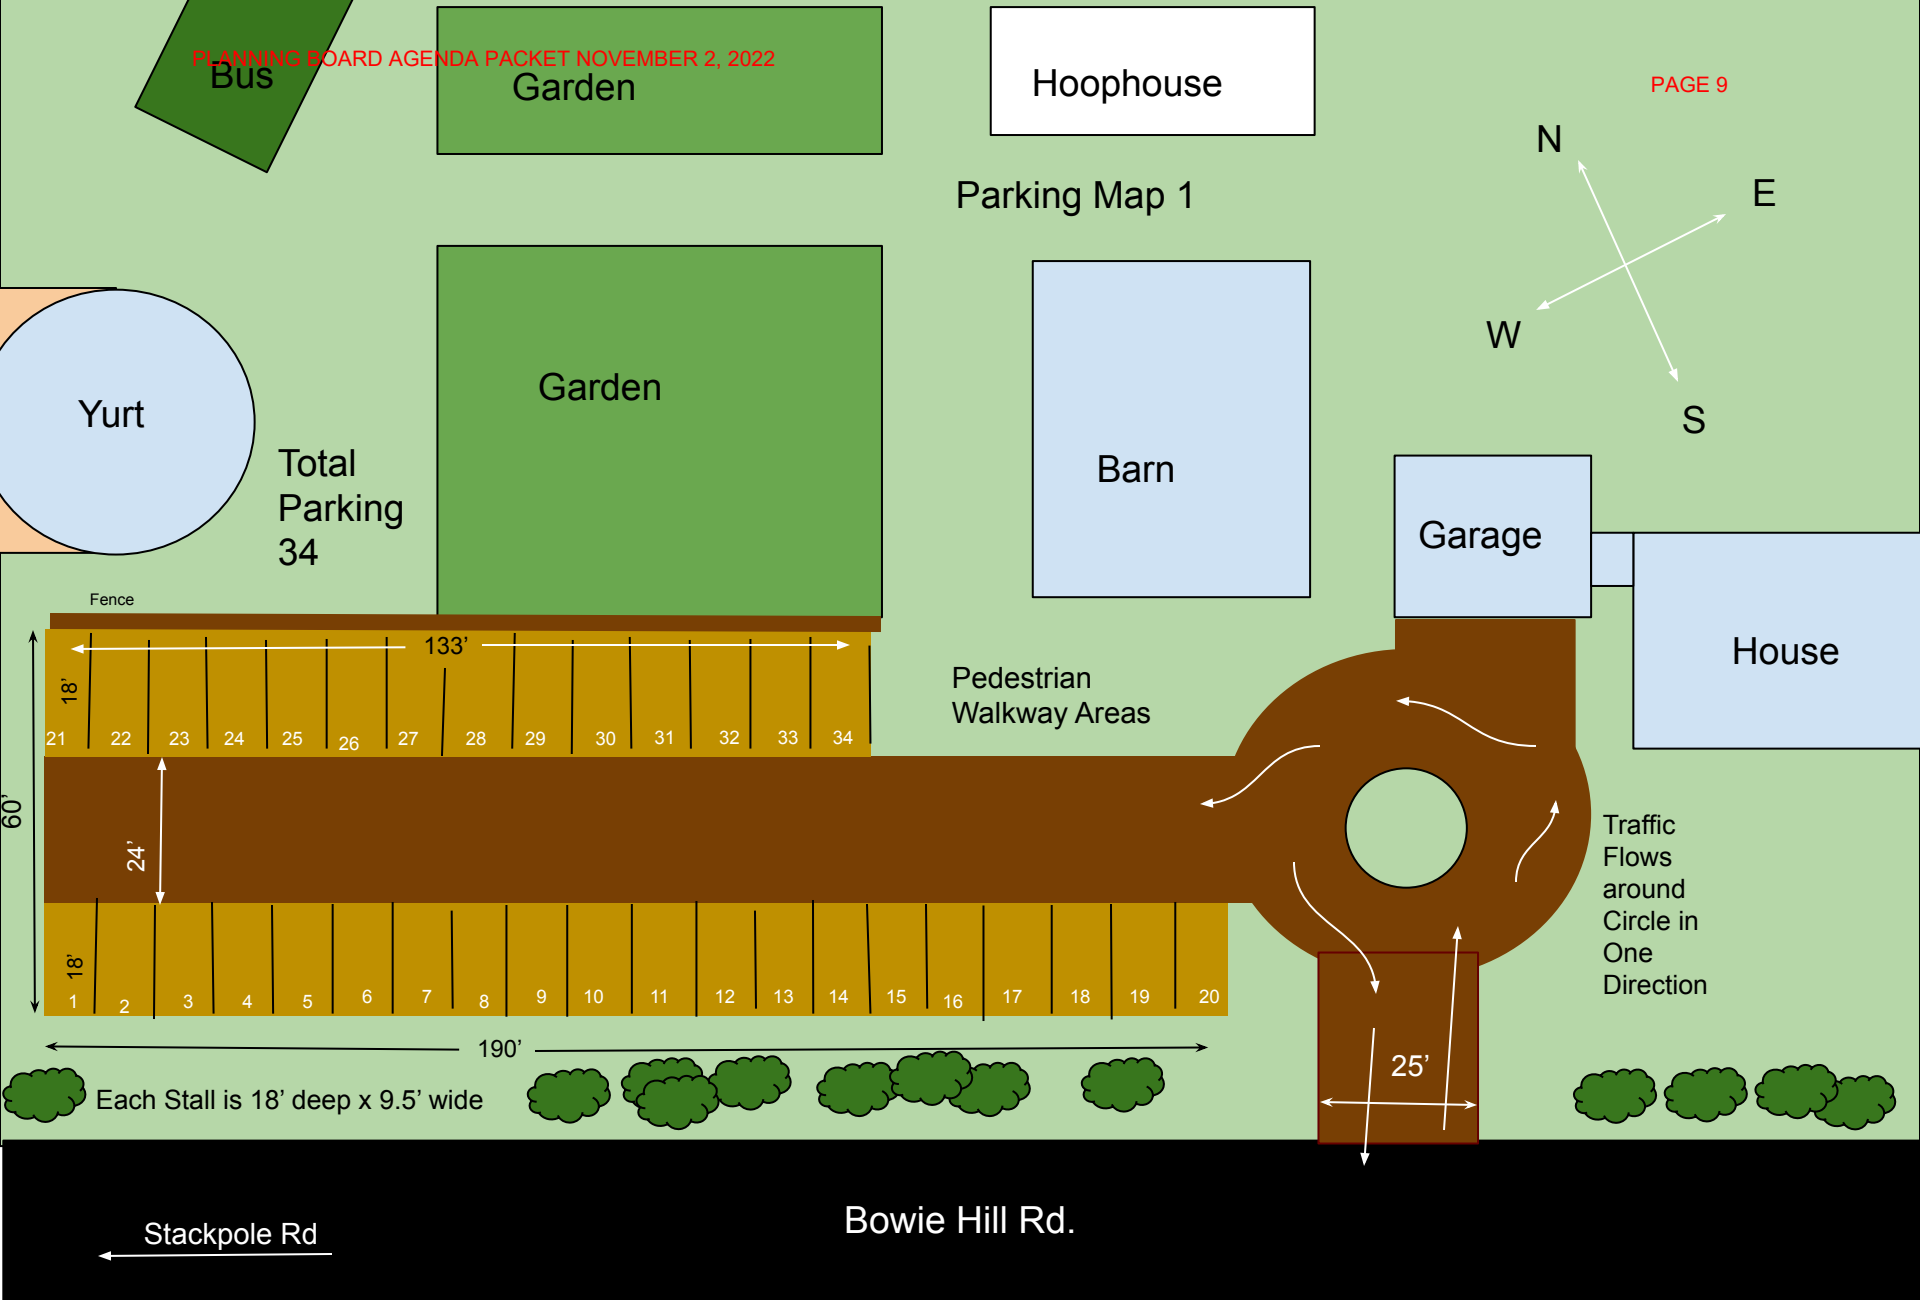 PLANNING BOARD AGENDA PACKET NOVEMBER 2, 2022
PAGE 9
Bus
Garden
Hoophouse
Parking Map 1
N
E
W
S
Yurt
Total
Parking
34
Garden
Barn
Garage
House
Fence
133’
18’
21 22 23 24 25 26 27 28 29 30 31 32 33 34
Pedestrian
Walkway Areas
60’
24’
Traffic
Flows
around
Circle in
One
Direction
18’
1 2 3 4 5 6 7 8 9 10 11 12 13 14 15 16 17 18 19 20
190’
25’
Each Stall is 18’ deep x 9.5’ wide
Bowie Hill Rd.
Stackpole Rd